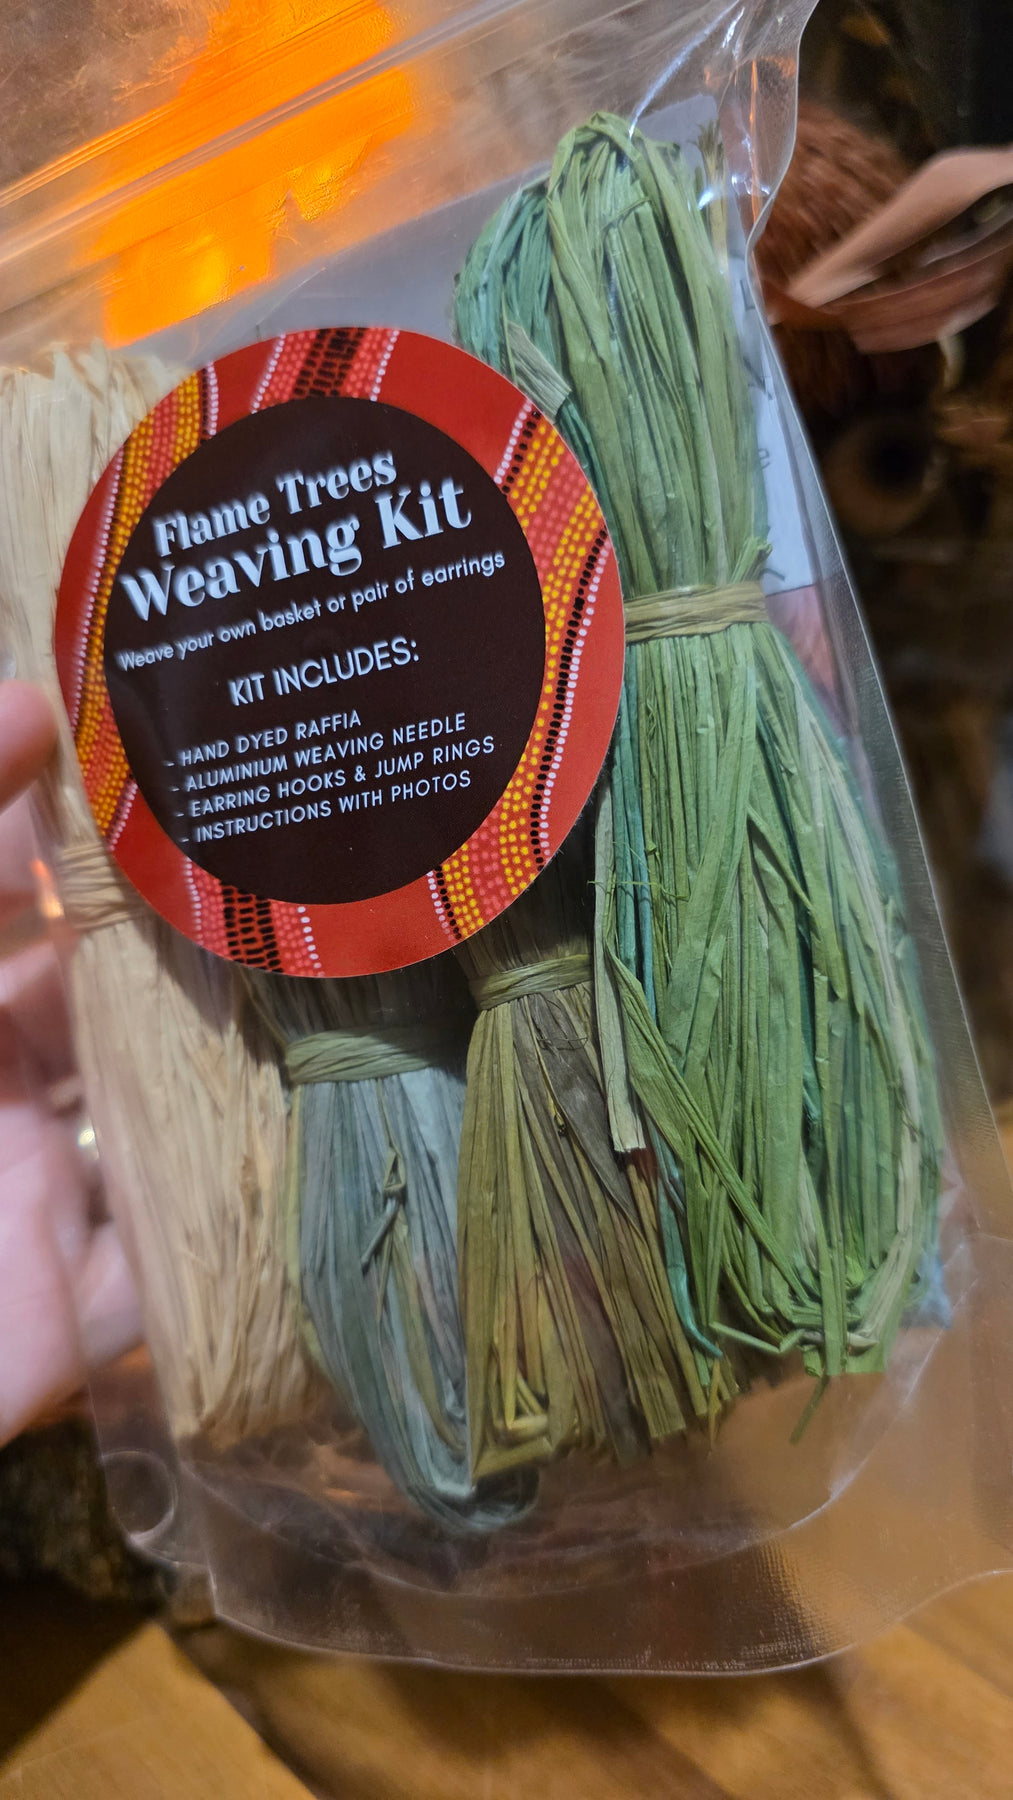 Flame Trees
Weaving Kit
Weave your own basket or pair of earrings
KIT INCLUDES:
- HAND DYED RAFFIA
- ALUMINIUM WEAVING NEEDLE
- EARRING HOOKS & JUMP RINGS
- INSTRUCTIONS WITH PHOTOS